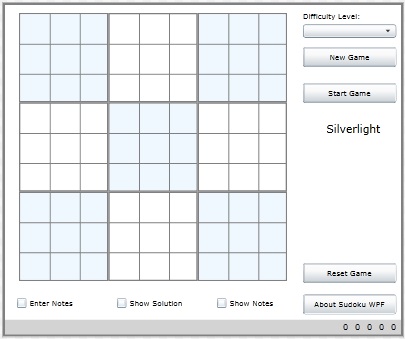 Difficulty Level:
New Game
Start Game
Silverlight
Reset Game
Enter Notes
Show Solution
Show Notes
About Sudoku WPF
0 0 0 0 0